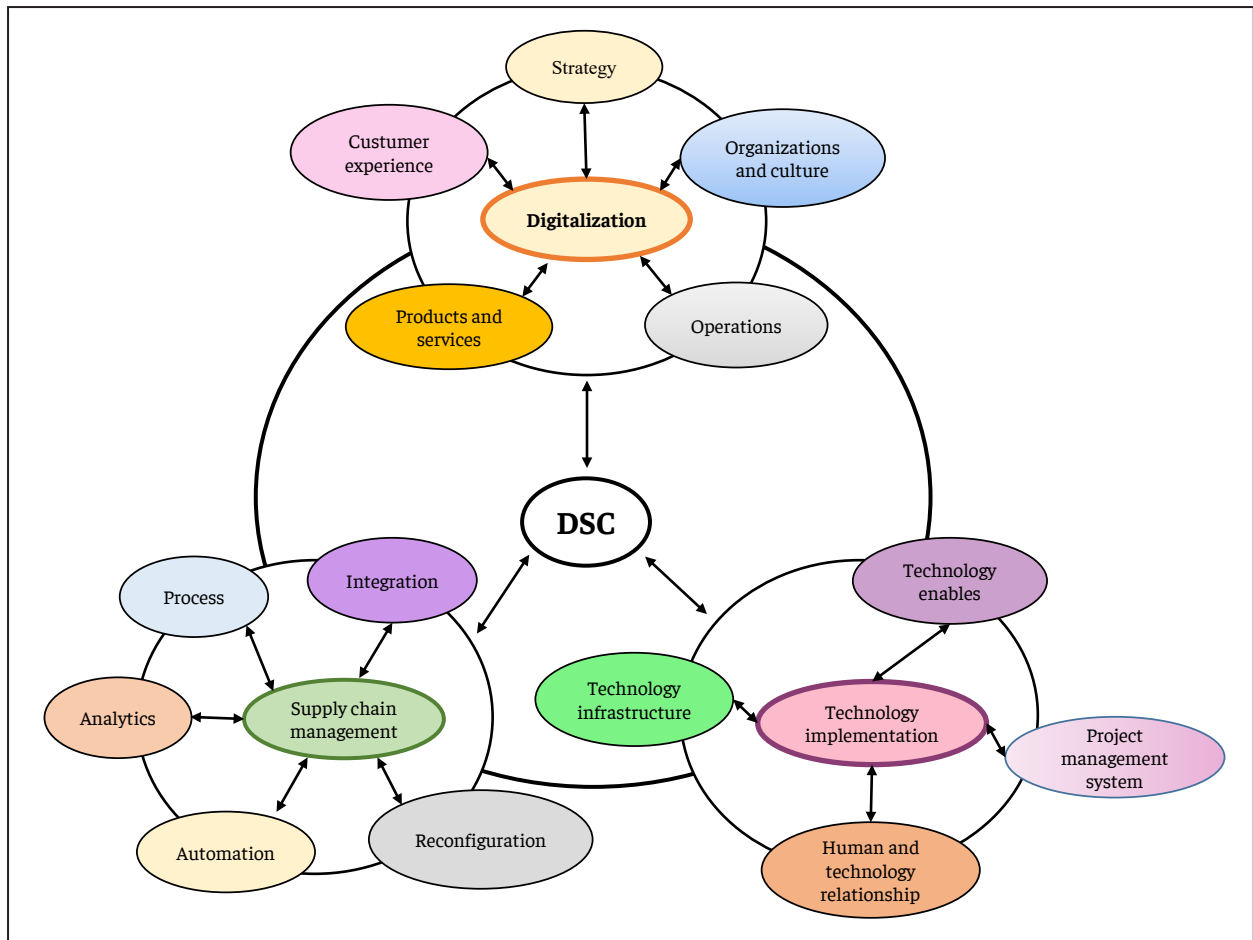 Strategy
Custumer
experience
Organizations
and culture
Digitalization
Products and
services
Operations
DSC
Process
Integration
Analytics
Supply chain
management
Automation
Reconfiguration
Technology
enables
Technology
infrastructure
Technology
implementation
Project
management
system
Human and
technology
relationship